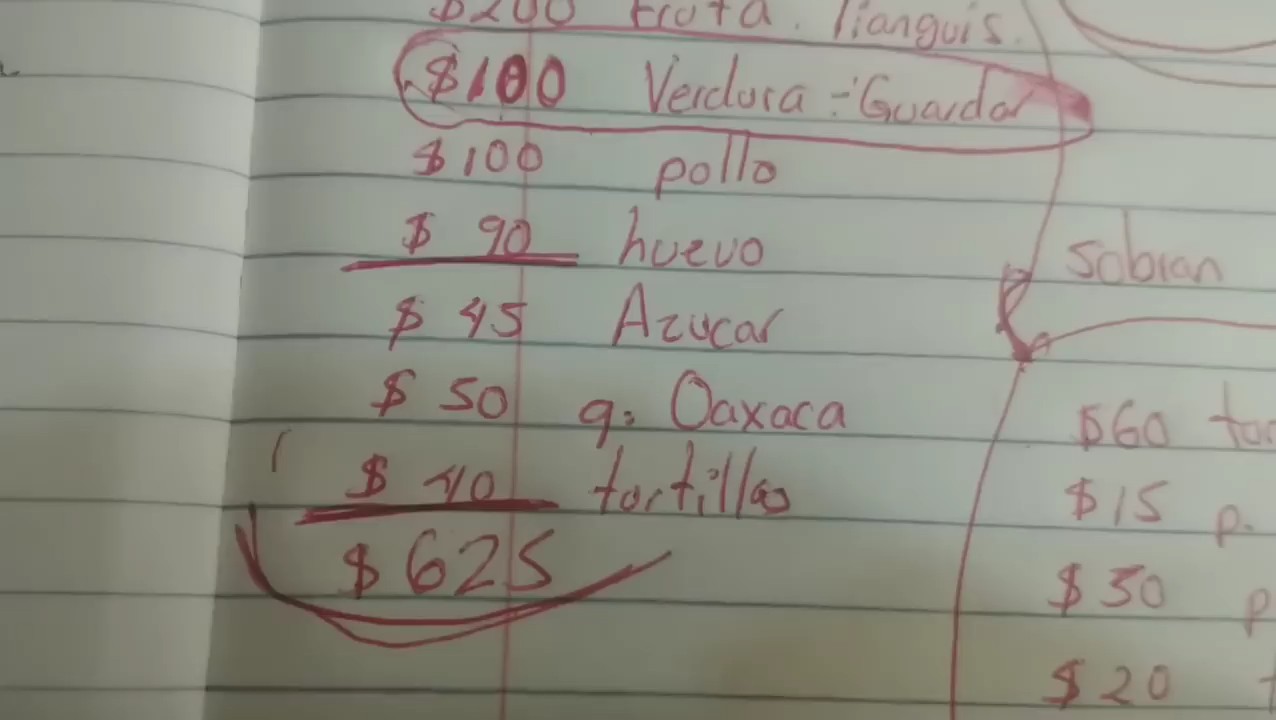 $200 fruta. Tianguis.
$100 Verdura - Guardar
$100 pollo
$ 90 huevo
$ 45 Azucar
$ 50 q. Oaxaca
$ 40 tortillas
$ 625
Sobran
$60
$15 p.
$30 p
$20